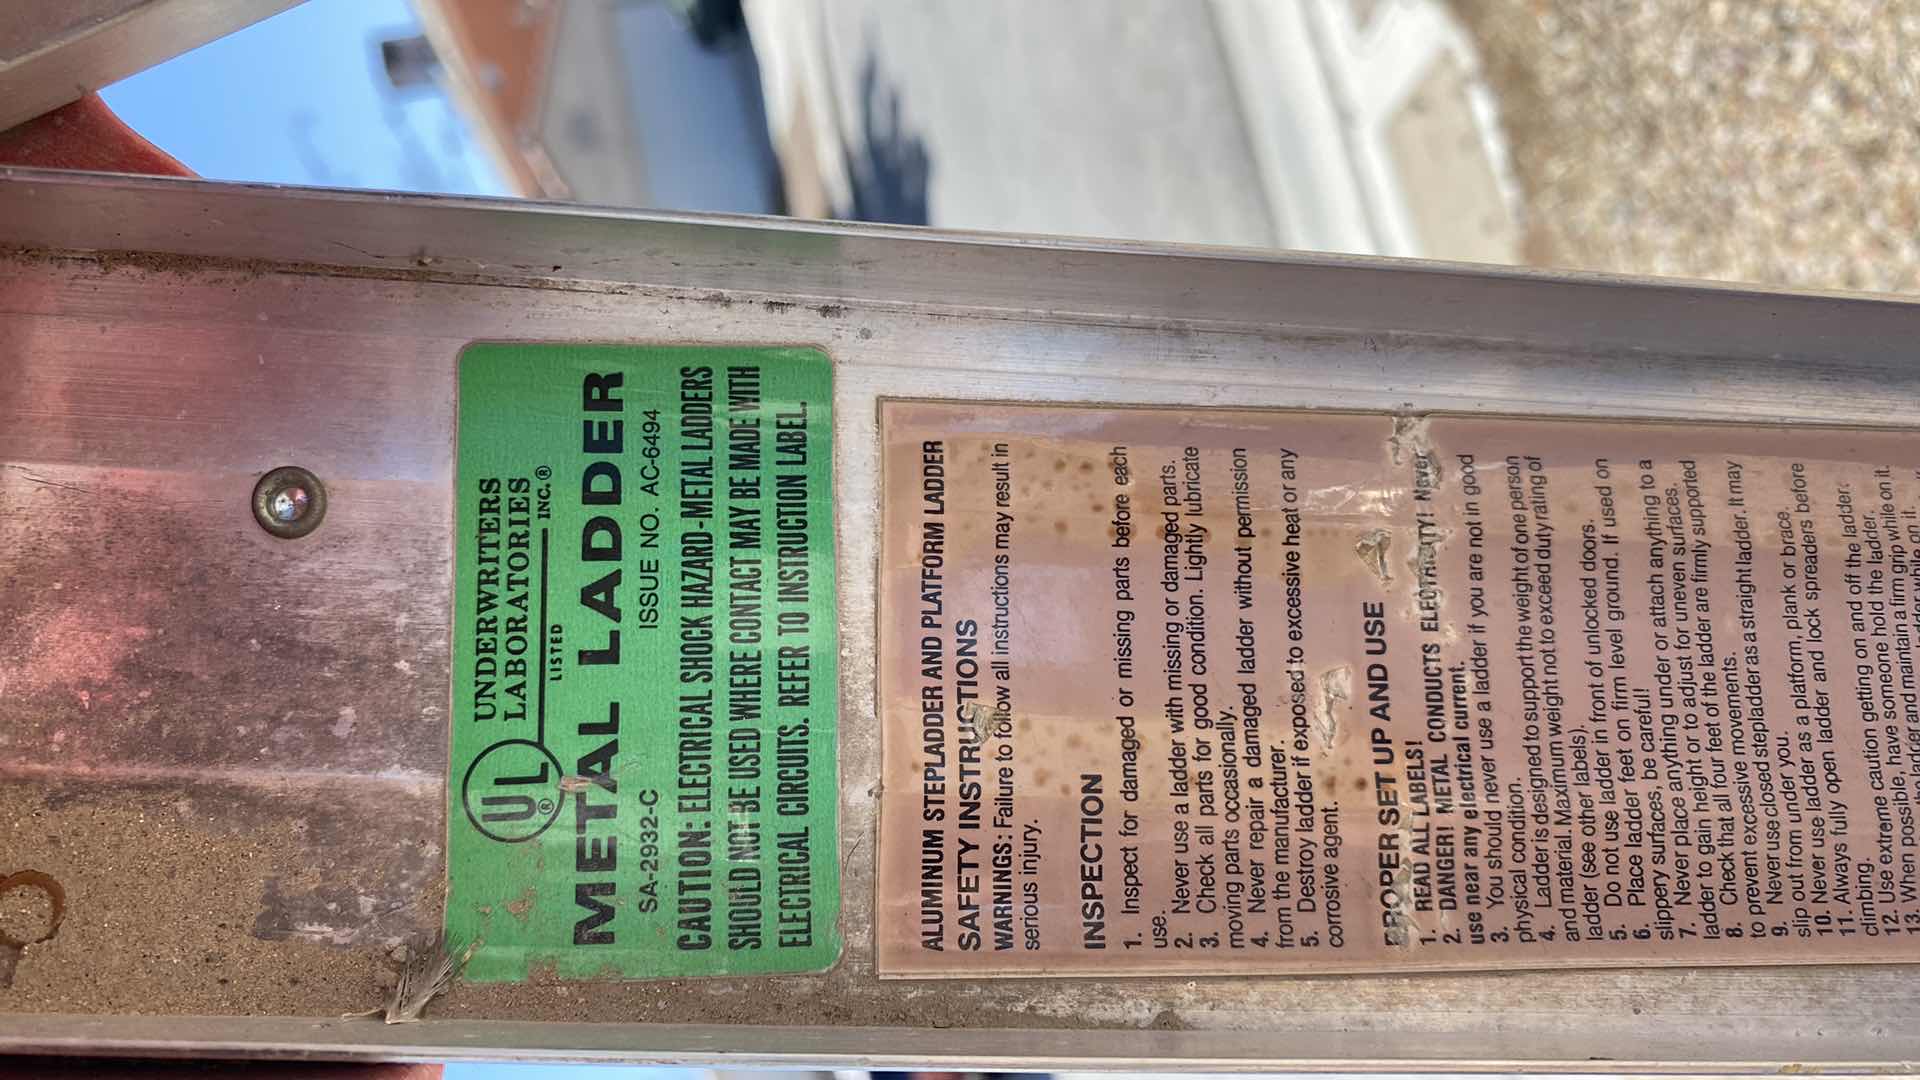 UNDERWRITERS
LABORATORIES
INC.®
UL
®
LISTED
METAL LADDER
SA-2932-C ISSUE NO. AC-6494
CAUTION: ELECTRICAL SHOCK HAZARD-METAL LADDERS
SHOULD NOT BE USED WHERE CONTACT MAY BE MADE WITH
ELECTRICAL CIRCUITS. REFER TO INSTRUCTION LABEL.
ALUMINUM STEPLADDER AND PLATFORM LADDER
SAFETY INSTRUCTIONS
WARNINGS: Failure to follow all instructions may result in
serious injury.
INSPECTION
1. Inspect for damaged or missing parts before each
use.
2. Never use a ladder with missing or damaged parts.
3. Check all parts for good condition. Lightly lubricate
moving parts occasionally.
4. Never repair a damaged ladder without permission
from the manufacturer.
5. Destroy ladder if exposed to excessive heat or any
corrosive agent.
PROPER SET UP AND USE
1. READ ALL LABELS!
2. DANGER! METAL CONDUCTS ELECTRICITY! Never
use near any electrical current.
3. You should never use a ladder if you are not in good
physical condition.
4. Ladder is designed to support the weight of one person
and material. Maximum weight not to exceed duty rating of
ladder (see other labels).
5. Do not use ladder in front of unlocked doors.
6. Place ladder feet on firm level ground. If used on
slippery surfaces, be careful!
7. Never place anything under or attach anything to a
ladder to gain height or to adjust for uneven surfaces.
8. Check that all four feet of the ladder are firmly supported
to prevent excessive movements.
9. Never use closed stepladder as a straight ladder. It may
slip out from under you.
10. Never use ladder as a platform, plank or brace.
11. Always fully open ladder and lock spreaders before
climbing.
12. Use extreme caution getting on and off the ladder.
13. When possible, have someone hold the ladder.
the ladder and maintain a firm grip while on it.
ladder while on it.